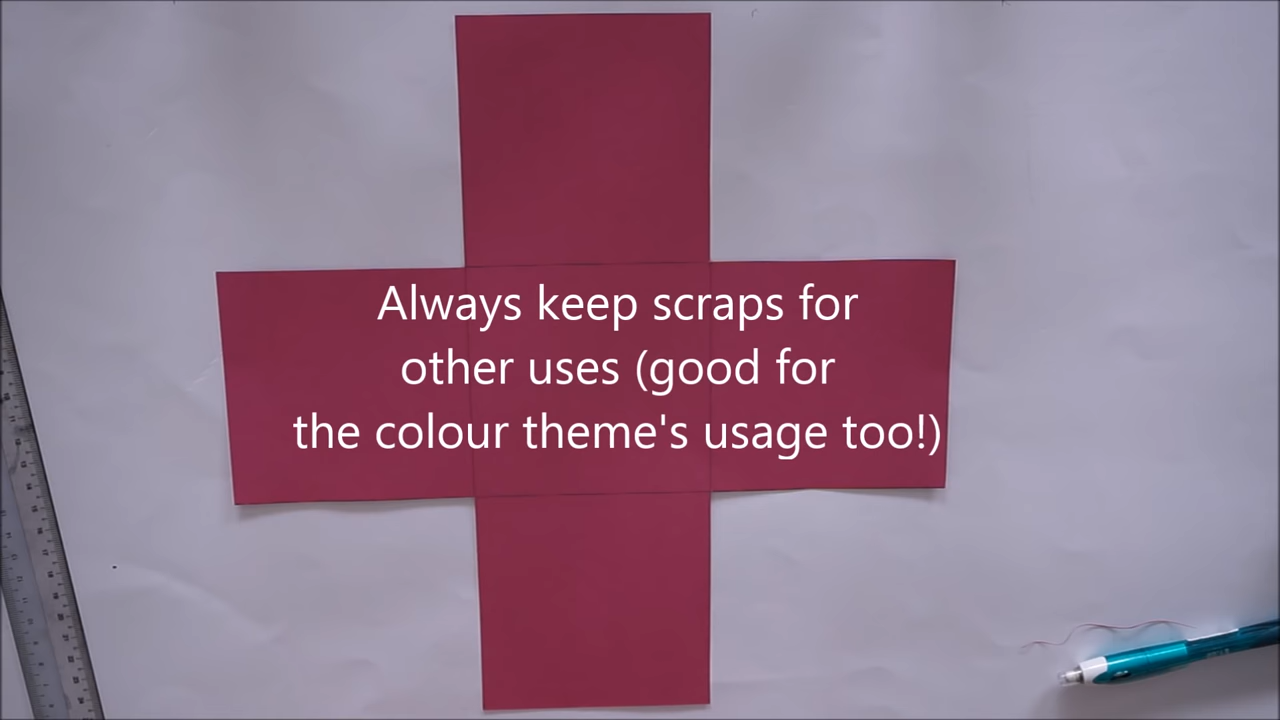 Always keep scraps for
other uses (good for
the colour theme's usage too!)